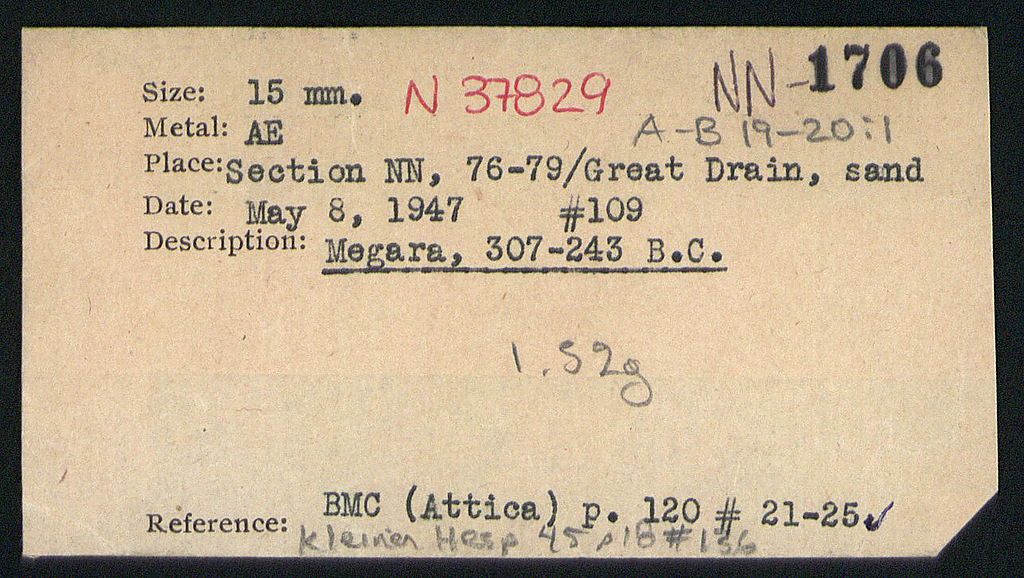 Size: 15 mm. N 37829 NN-1706
Metal: AE A-B 19-20:1
Place: Section NN, 76-79/Great Drain, sand
Date: May 8, 1947 #109
Description: Megara, 307-243 B.C.
1.52g
Reference: BMC (Attica) p. 120 # 21-25✓
Kleiner Hesp 45 p #136